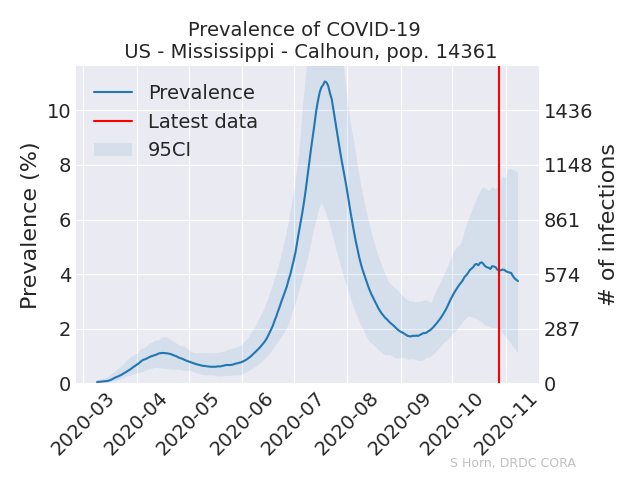 Prevalence of COVID-19
US - Mississippi - Calhoun, pop. 14361
Prevalence
Latest data
95CI
Prevalence (%)
10
8
6
4
2
0
1436
1148
861
574
287
0
# of infections
2020-03
2020-04
2020-05
2020-06
2020-07
2020-08
2020-09
2020-10
2020-11
S Horn, DRDC CORA